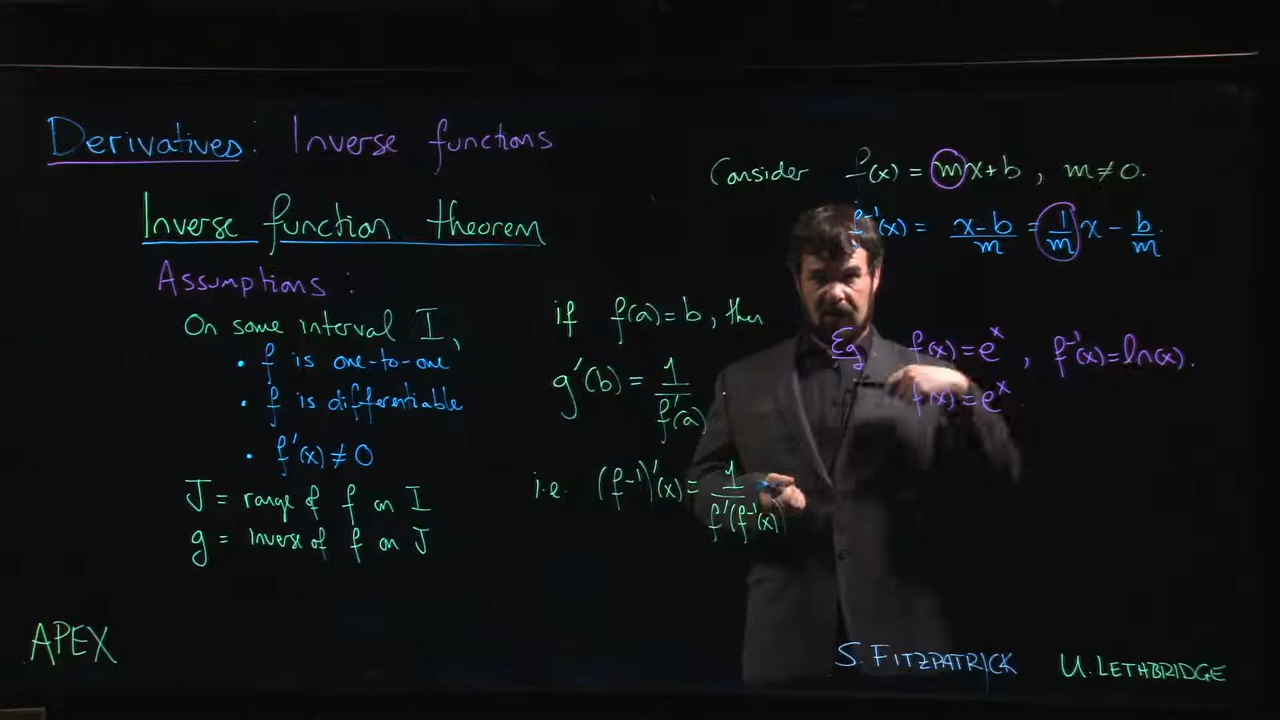 Derivatives: Inverse functions
Inverse function theorem
Assumptions:
On some interval I,
• f is one-to-one
• f is differentiable
• f'(x) ≠ 0
J = range of f on I
g = inverse of f on J
if f(a) = b, then
g'(b) = 1/f'(a).
i.e. (f⁻¹)'(x) = 1/f'(f⁻¹(x))
Consider f(x) = mx+b, m ≠ 0.
f⁻¹(x) = x-b/m = 1/m x - b/m.
Eg. f(x) = eˣ, f⁻¹(x) = ln(x).
f(x) = eˣ
APEX
S. FITZPATRICK U. LETHBRIDGE